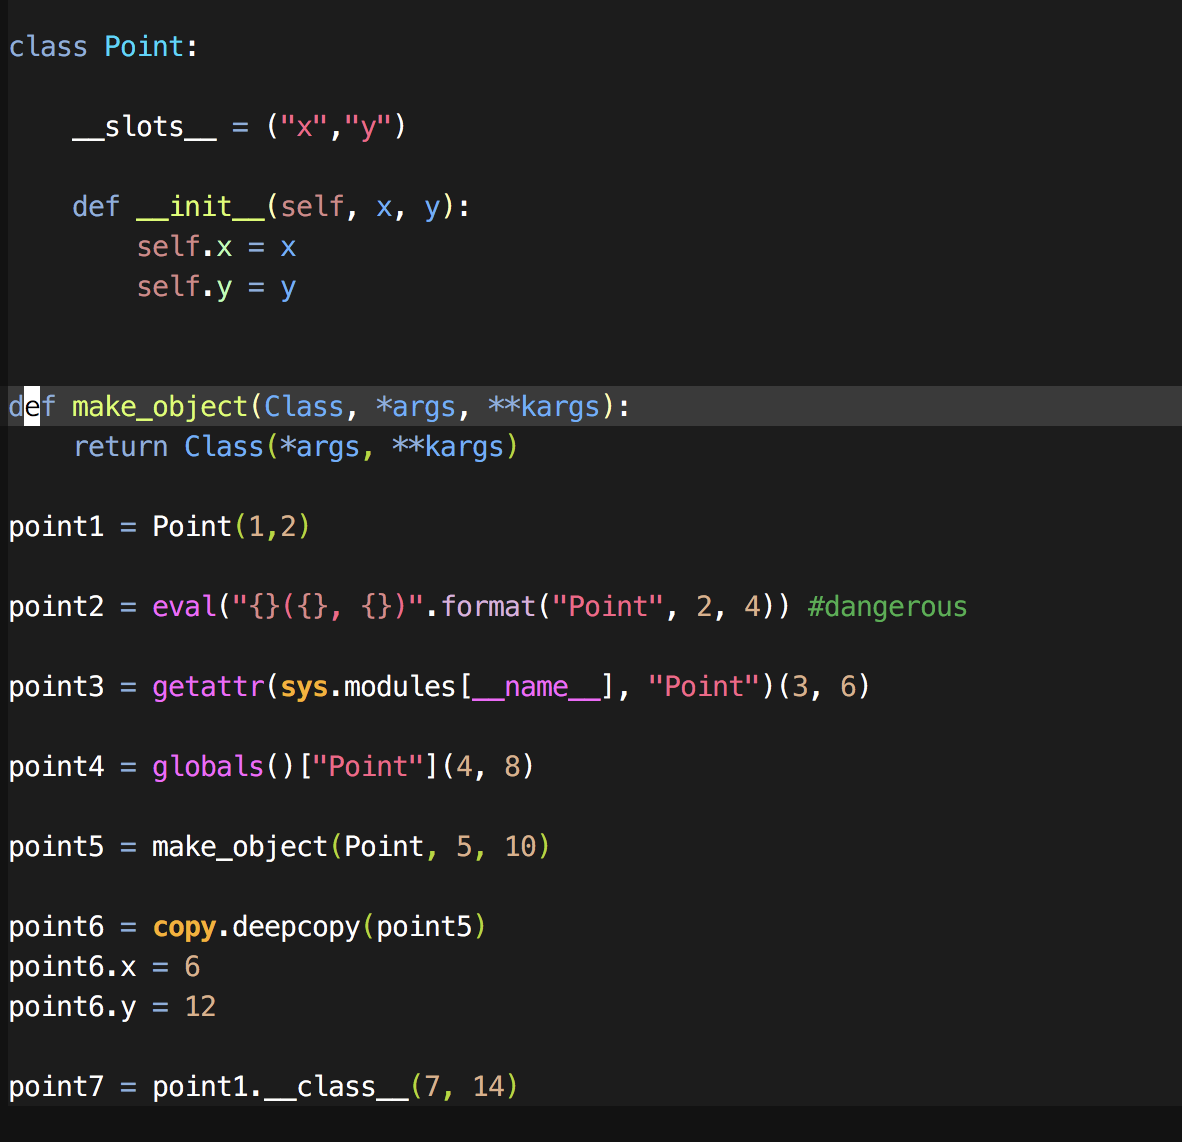 class Point:
    __slots__ = ("x","y")
    def __init__(self, x, y):
        self.x = x
        self.y = y
def make_object(Class, *args, **kargs):
    return Class(*args, **kargs)
point1 = Point(1,2)
point2 = eval("{}({}, {})".format("Point", 2, 4)) #dangerous
point3 = getattr(sys.modules[__name__], "Point")(3, 6)
point4 = globals()["Point"](4, 8)
point5 = make_object(Point, 5, 10)
point6 = copy.deepcopy(point5)
point6.x = 6
point6.y = 12
point7 = point1.__class__(7, 14)